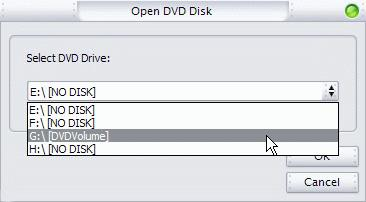 Open DVD Disk
Select DVD Drive:
E:\ [NO DISK]
E:\ [NO DISK]
F:\ [NO DISK]
G:\ [DVDVolume]
H:\ [NO DISK]
OK
Cancel